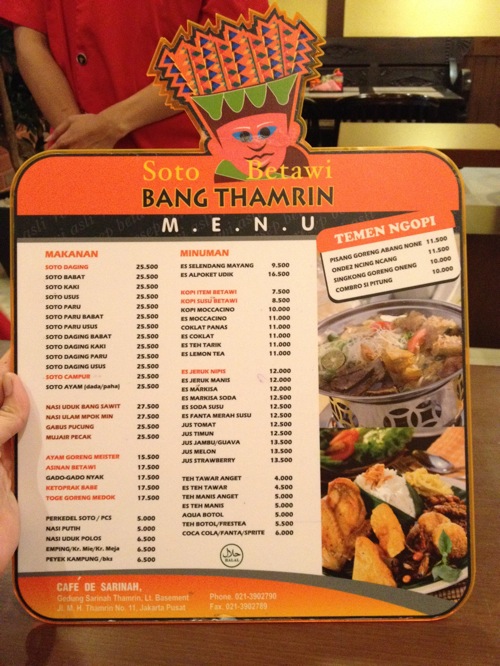 Soto Betawi
BANG THAMRIN
M.E.N.U
TEMEN NGOPI
PISANG GORENG ABANG NONE 11.500
ONDE2 NCING NCANG 11.500
SINGKONG GORENG ONENG 10.000
COMBRO SI PITUNG 10.000
MAKANAN
SOTO DAGING 25.500
SOTO BABAT 25.500
SOTO KAKI 25.500
SOTO USUS 25.500
SOTO PARU 25.500
SOTO PARU BABAT 25.500
SOTO PARU USUS 25.500
SOTO DAGING BABAT 25.500
SOTO DAGING KAKI 25.500
SOTO DAGING PARU 25.500
SOTO DAGING USUS 25.500
SOTO CAMPUR 25.500
SOTO AYAM (dada/paha) 25.500
NASI UDUK BANG SAWIT 27.500
NASI ULAM MPOK MIN 27.500
GABUS PUCUNG 25.500
MUJAIR PECAK 25.500
AYAM GORENG MEISTER 15.500
ASINAN BETAWI 17.500
GADO-GADO NYAK 17.500
KETOPRAK BABE 17.500
TOGE GORENG MEDOK 17.500
PERKEDEL SOTO / PCS 5.000
NASI PUTIH 5.000
NASI UDUK POLOS 6.500
EMPING/Kr. Mie/Kr. Meja 6.500
PEYEK KAMPUNG /bks 6.500
MINUMAN
ES SELENDANG MAYANG 9.500
ES ALPOKET UDIK 16.500
KOPI ITEM BETAWI 7.500
KOPI SUSU BETAWI 8.500
KOPI MOCCACINO 10.000
ES MOCCACINO 11.000
COKLAT PANAS 11.000
ES COKLAT 11.000
ES TEH TARIK 11.000
ES LEMON TEA 11.000
ES JERUK NIPIS 12.000
ES JERUK MANIS 12.000
ES MARKISA 12.000
ES MARKISA SODA 12.500
ES SODA SUSU 12.500
ES FANTA MERAH SUSU 12.500
JUS TOMAT 12.500
JUS TIMUN 12.500
JUS JAMBU/GUAVA 13.500
JUS MELON 13.500
JUS STRAWBERRY 13.500
TEH TAWAR ANGET 4.000
ES TEH TAWAR 4.500
TEH MANIS ANGET 5.000
ES TEH MANIS 5.000
AQUA BOTOL 5.000
TEH BOTOL/FRESTEA 5.500
COCA COLA/FANTA/SPRITE 6.000
حلال
HALAL
CAFÉ DE SARINAH,
Gedung Sarinah Thamrin, Lt. Basement
Jl. M. H. Thamrin No. 11, Jakarta Pusat
Phone. 021-3902790
Fax. 021-3902789